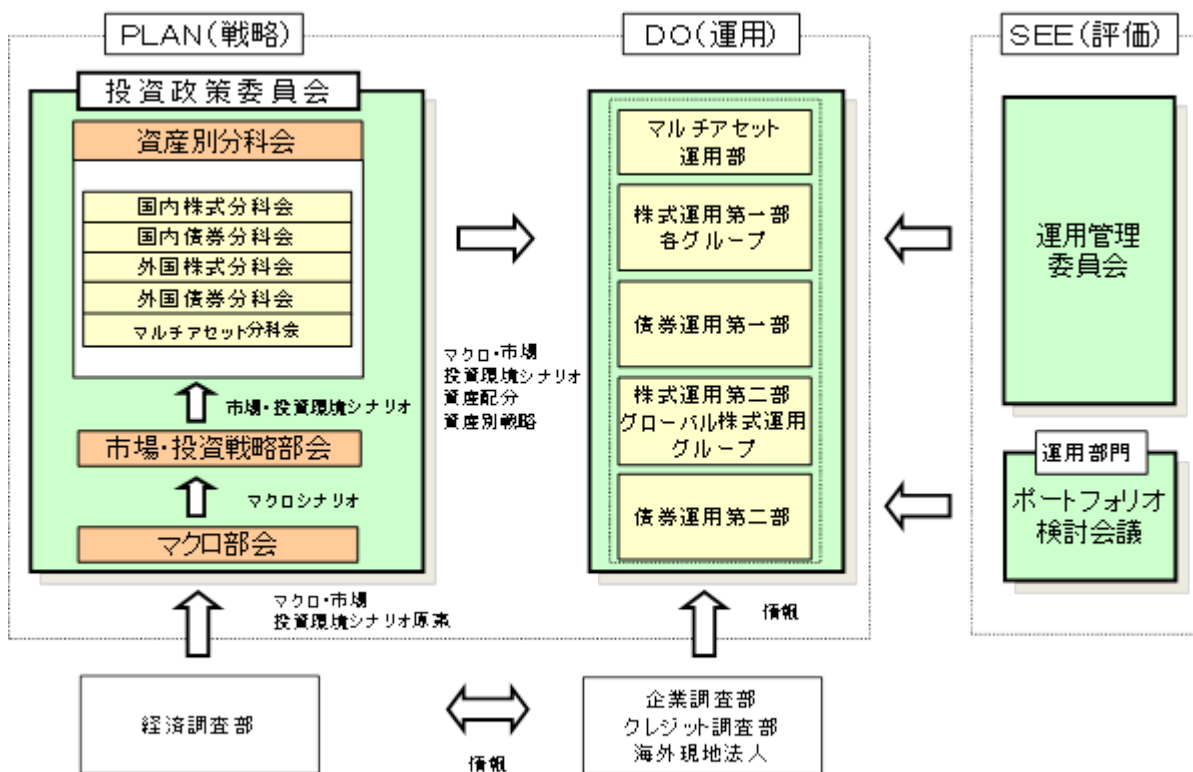 PLAN(戦略)
投資政策委員会
資産別分科会
国内株式分科会
国内債券分科会
外国株式分科会
外国債券分科会
マルチアセット分科会
市場・投資環境シナリオ
市場・投資戦略部会
マクロシナリオ
マクロ部会
マクロ・市場
投資環境シナリオ原案
経済調査部
マクロ・市場
投資環境シナリオ
資産配分
資産別戦略
DO(運用)
マルチアセット
運用部
株式運用第一部
各グループ
債券運用第一部
株式運用第二部
グローバル株式運用
グループ
債券運用第二部
情報
企業調査部
クレジット調査部
海外現地法人
情報
SEE(評価)
運用管理
委員会
運用部門
ポートフォリオ
検討会議